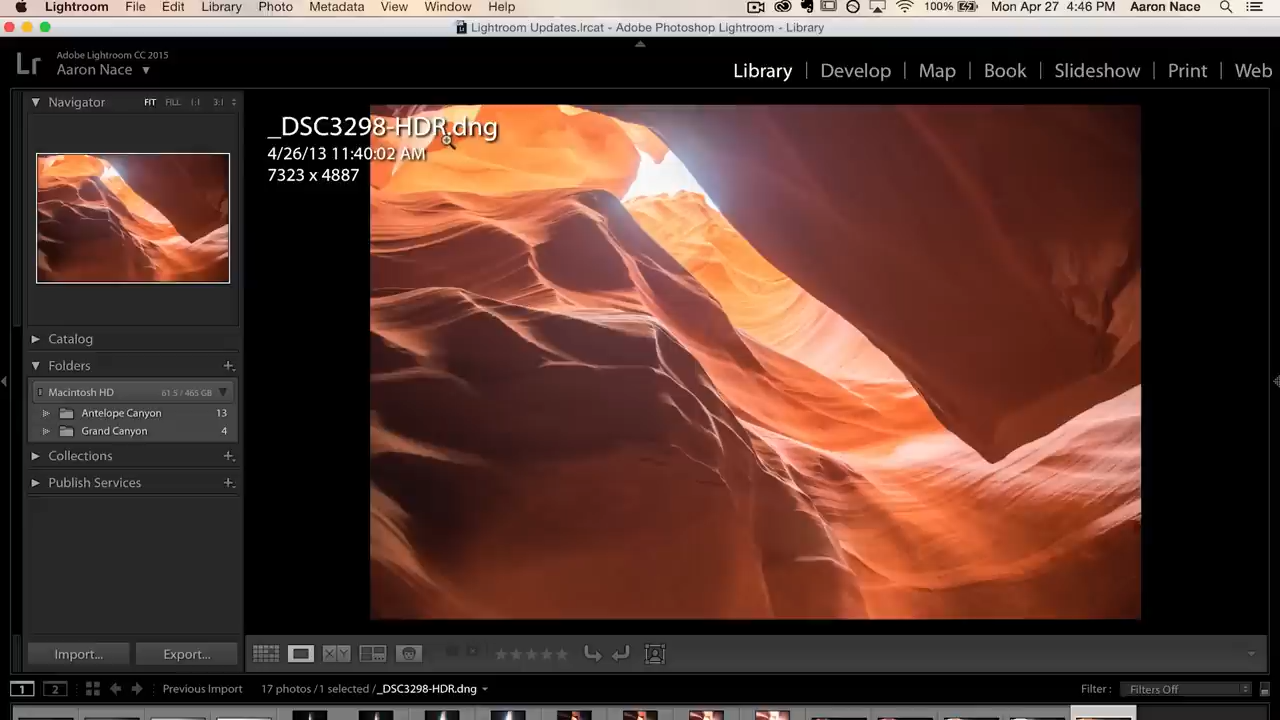 Lightroom File Edit Library Photo Metadata View Window Help 100% Mon Apr 27 4:46 PM Aaron Nace
Lightroom Updates.lrcat - Adobe Photoshop Lightroom - Library
Lr
Adobe Lightroom CC 2015
Aaron Nace
Library | Develop | Map | Book | Slideshow | Print | Web
Navigator FIT FILL 1:1 3:1
_DSC3298-HDR.dng
4/26/13 11:40:02 AM
7323 x 4887
Catalog
Folders
Macintosh HD 61.5 / 465 GB
Antelope Canyon 13
Grand Canyon 4
Collections
Publish Services
Import... Export...
XY
1 2 Previous Import 17 photos / 1 selected / _DSC3298-HDR.dng Filter : Filters Off